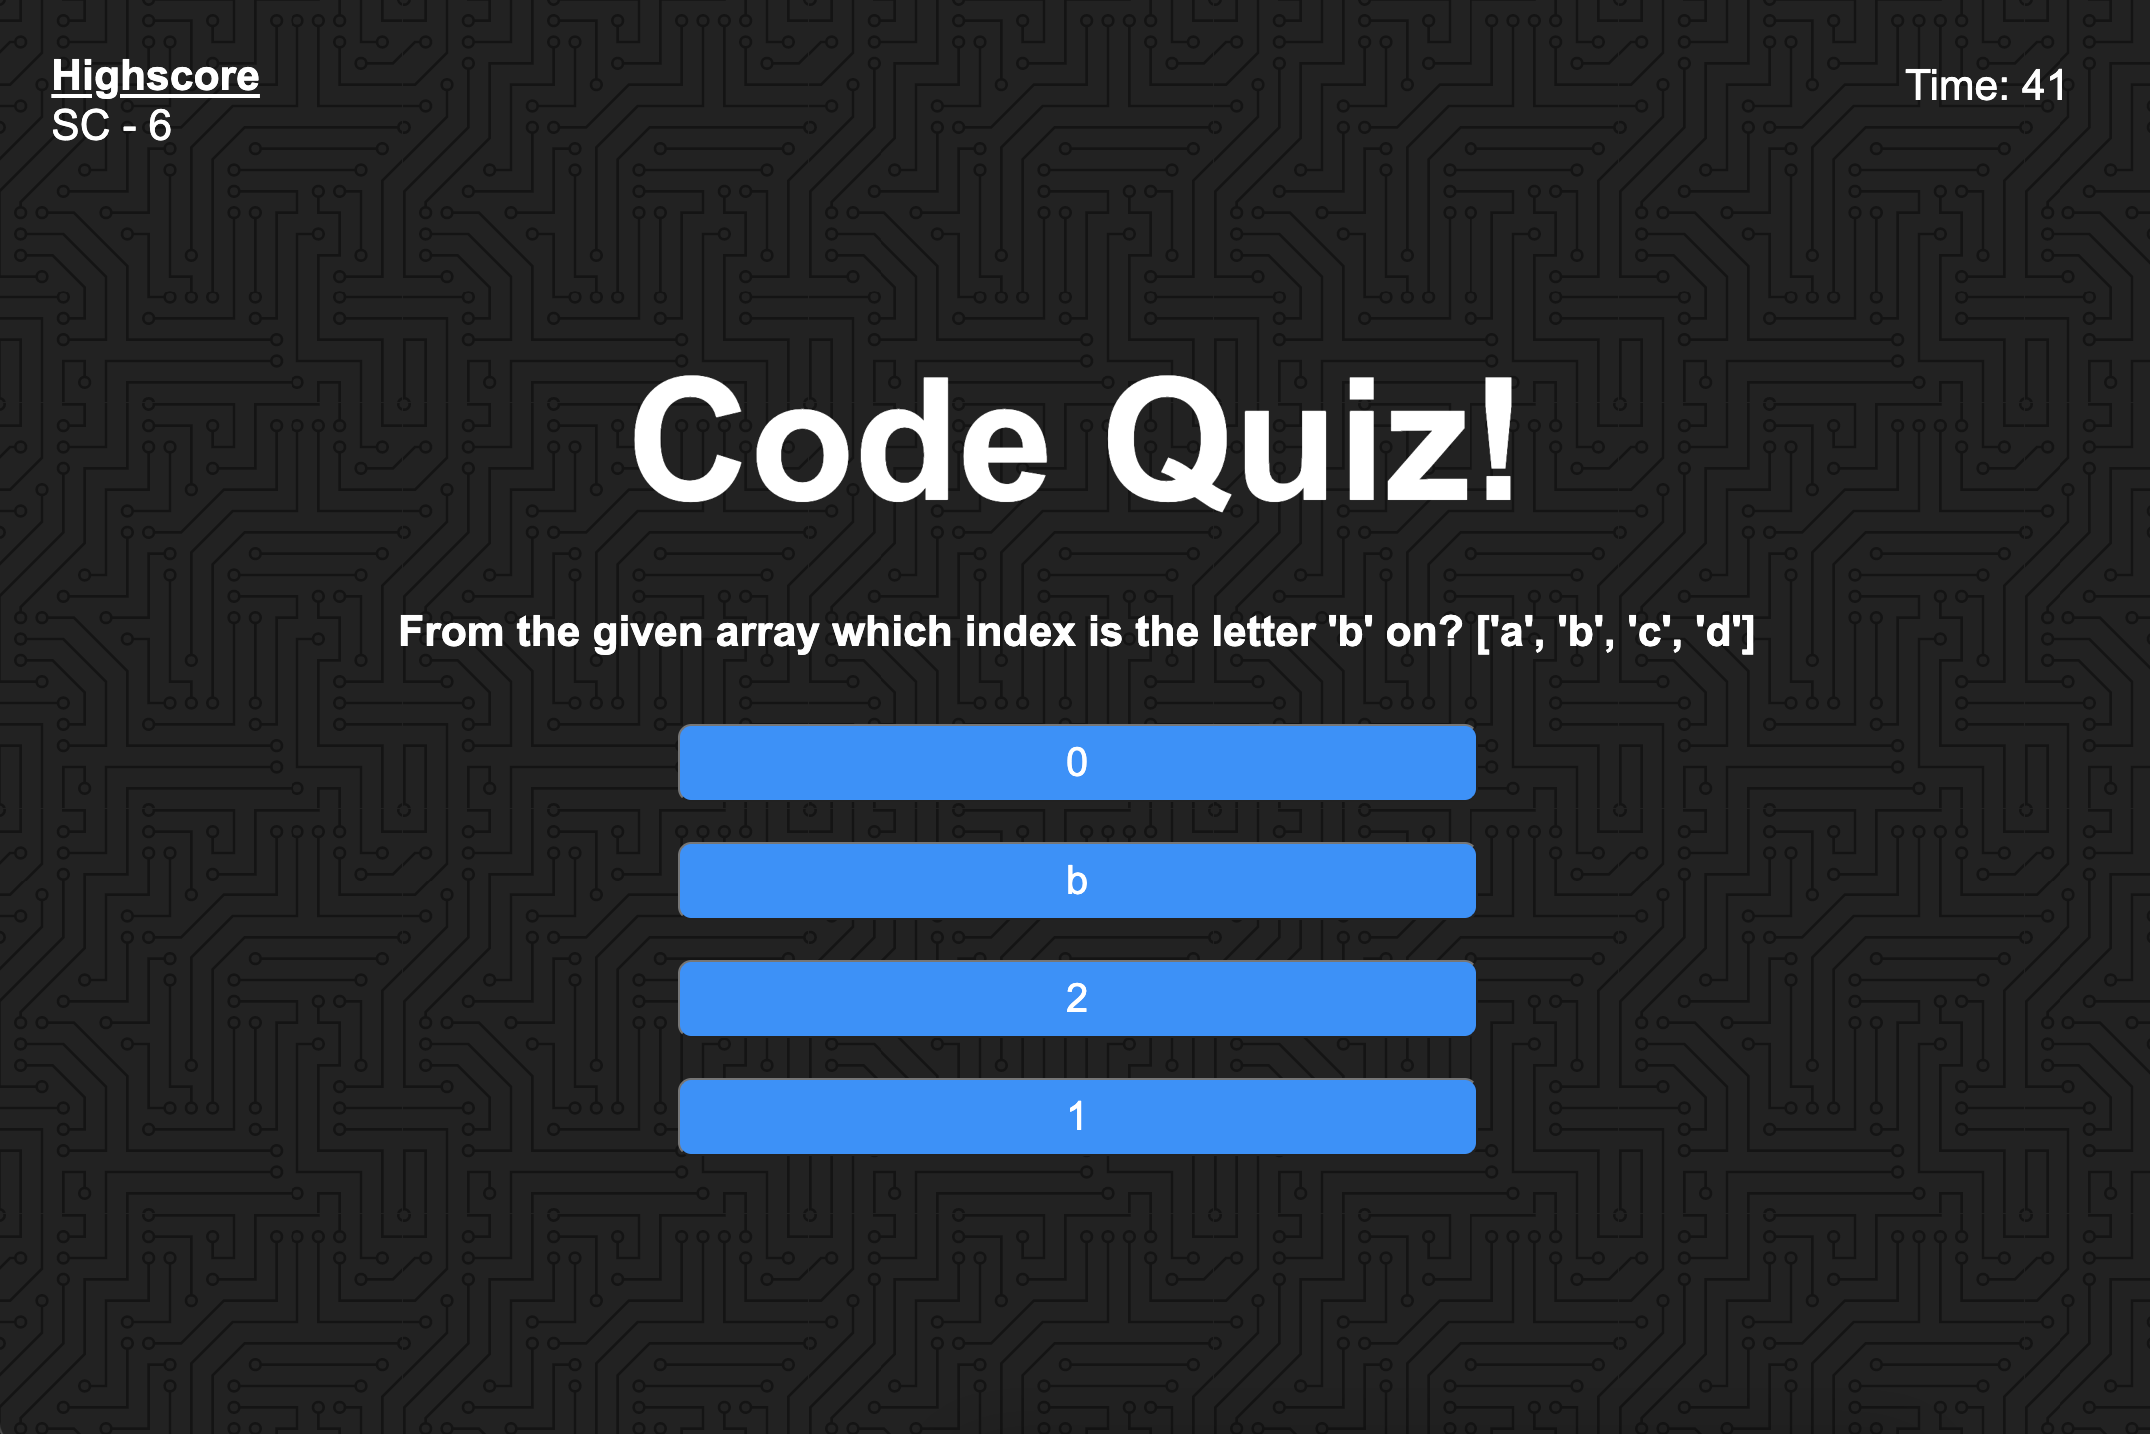 Highscore
SC - 6
Time: 41
Code Quiz!
From the given array which index is the letter 'b' on? ['a', 'b', 'c', 'd']
0
b
2
1